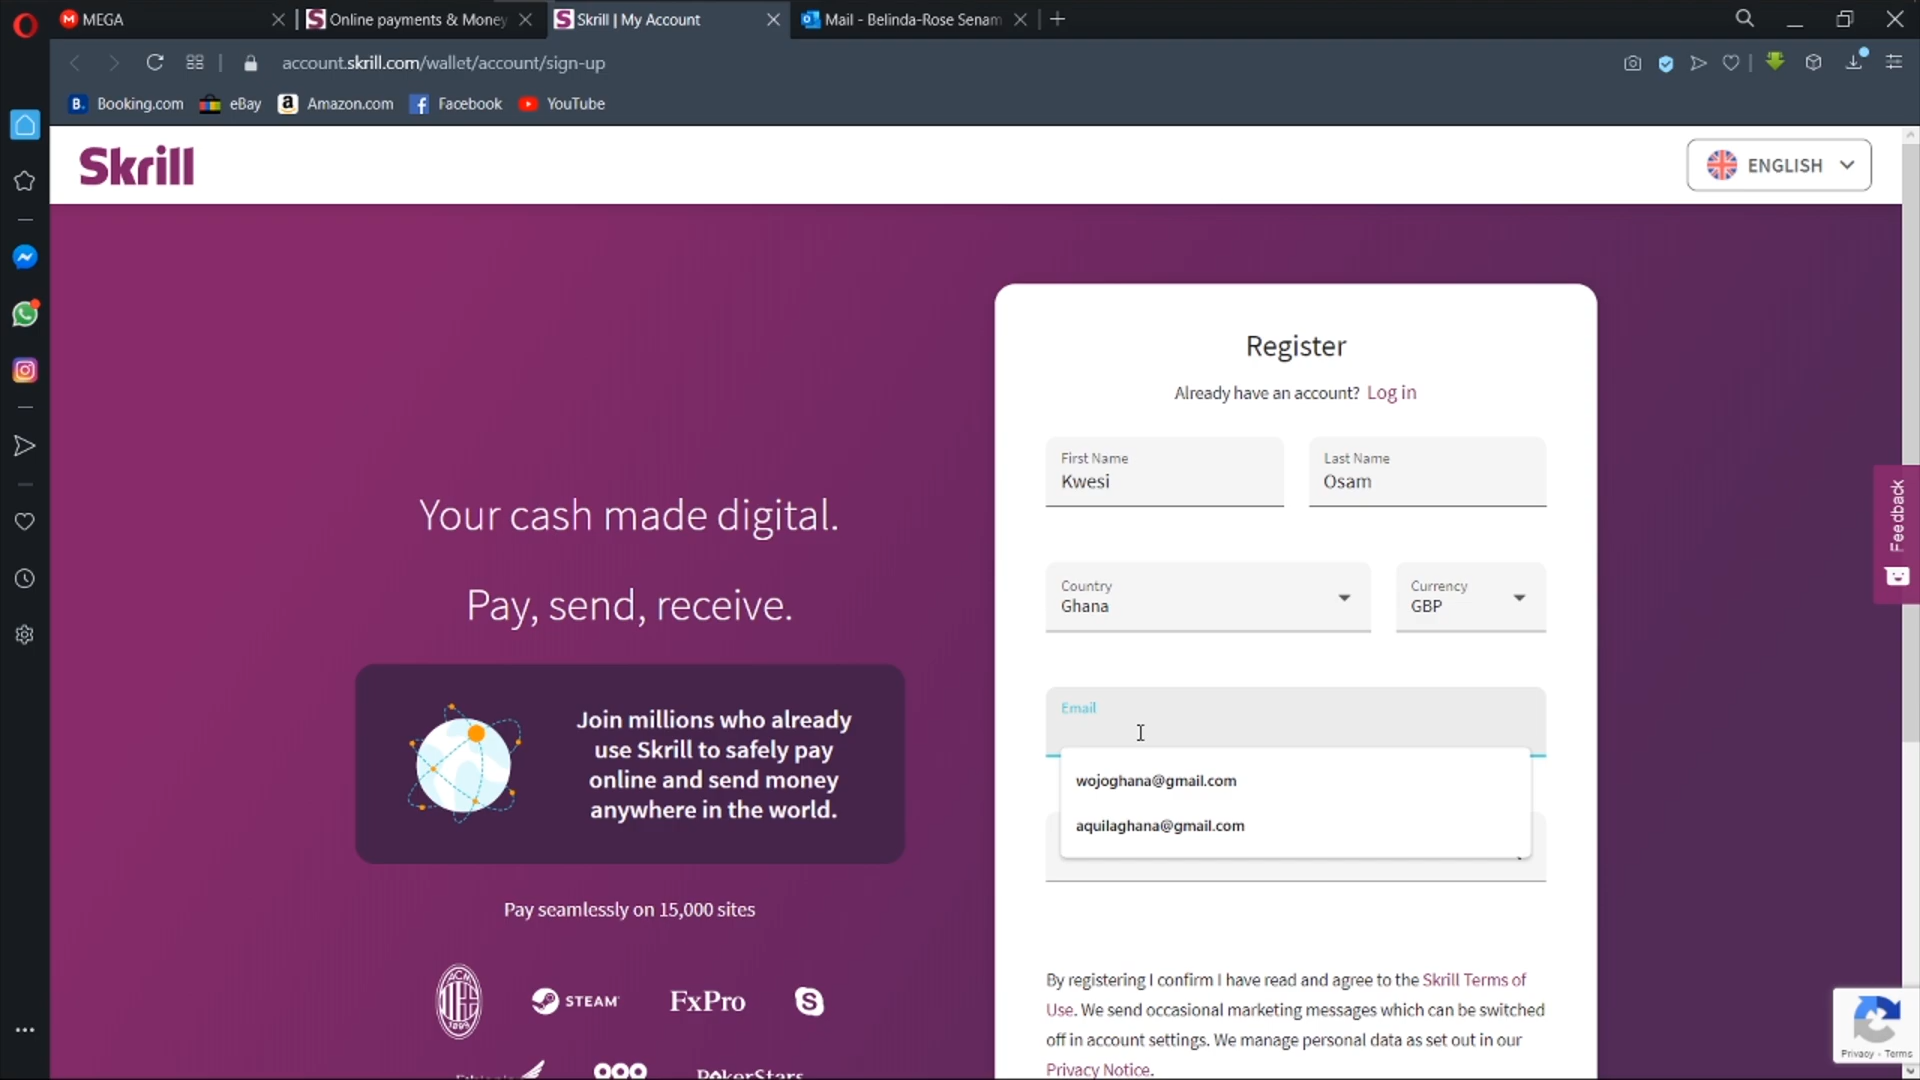 MEGA
Online payments & Money
Skrill | My Account
Mail - Belinda-Rose Senam
account.skrill.com/wallet/account/sign-up
Booking.com
eBay
Amazon.com
Facebook
YouTube
Skrill
ENGLISH
Register
Already have an account? Log in
First Name
Kwesi
Last Name
Osam
Country
Ghana
Currency
GBP
Email
wojoghana@gmail.com
aquilaghana@gmail.com
By registering I confirm I have read and agree to the Skrill Terms of
Use. We send occasional marketing messages which can be switched
off in account settings. We manage personal data as set out in our
Privacy Notice.
Your cash made digital.
Pay, send, receive.
Join millions who already
use Skrill to safely pay
online and send money
anywhere in the world.
Pay seamlessly on 15,000 sites
ACM
1899
STEAM
FxPro
S
PokerStars
Feedback
Privacy - Terms